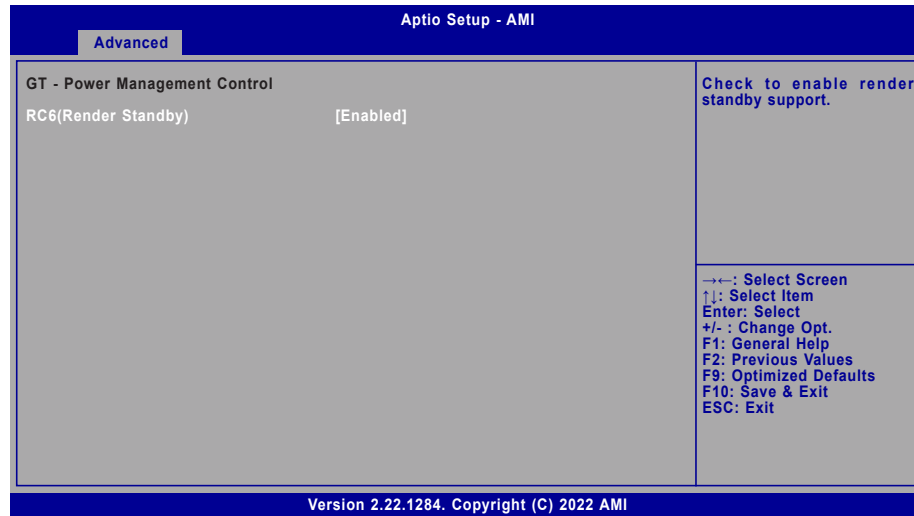 Aptio Setup - AMI
Advanced
GT - Power Management Control
RC6(Render Standby) [Enabled]
Check to enable render
standby support.
→←: Select Screen
↑↓: Select Item
Enter: Select
+/- : Change Opt.
F1: General Help
F2: Previous Values
F9: Optimized Defaults
F10: Save & Exit
ESC: Exit
Version 2.22.1284. Copyright (C) 2022 AMI